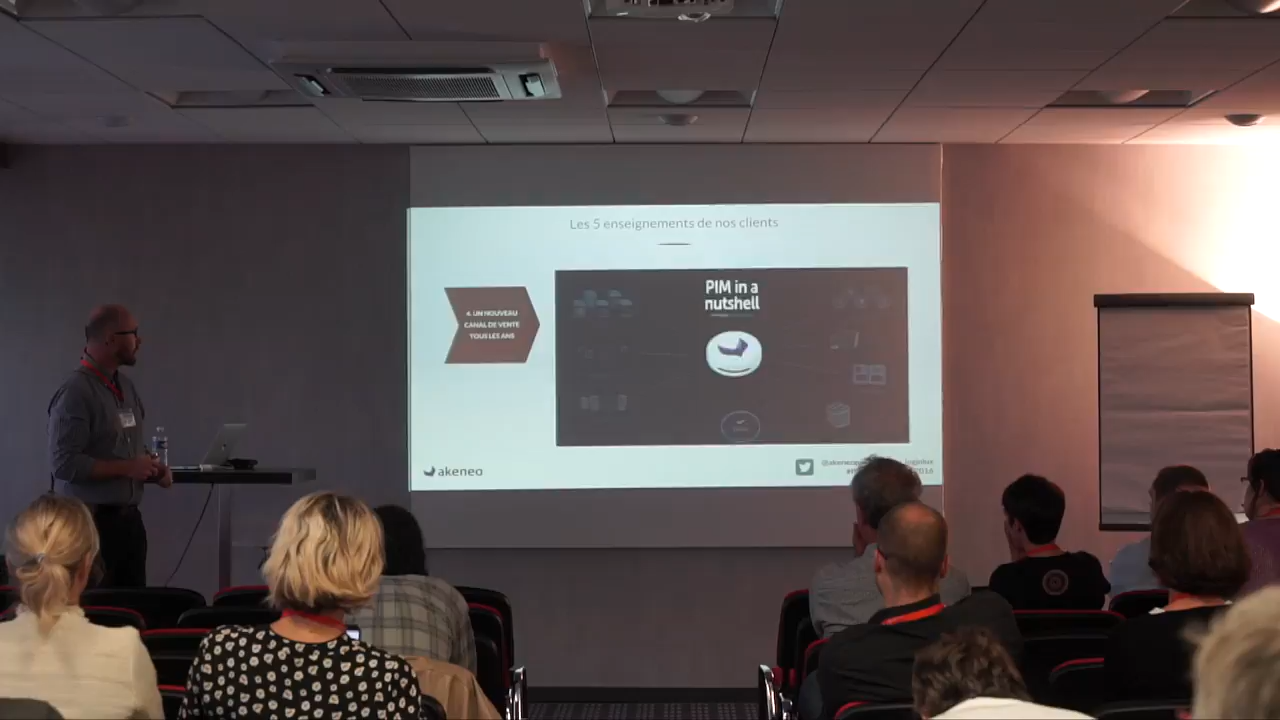 Les 5 enseignements de nos clients
4. UN NOUVEAU
CANAL DE VENTE
TOUS LES ANS
PIM in a
nutshell
akeneo